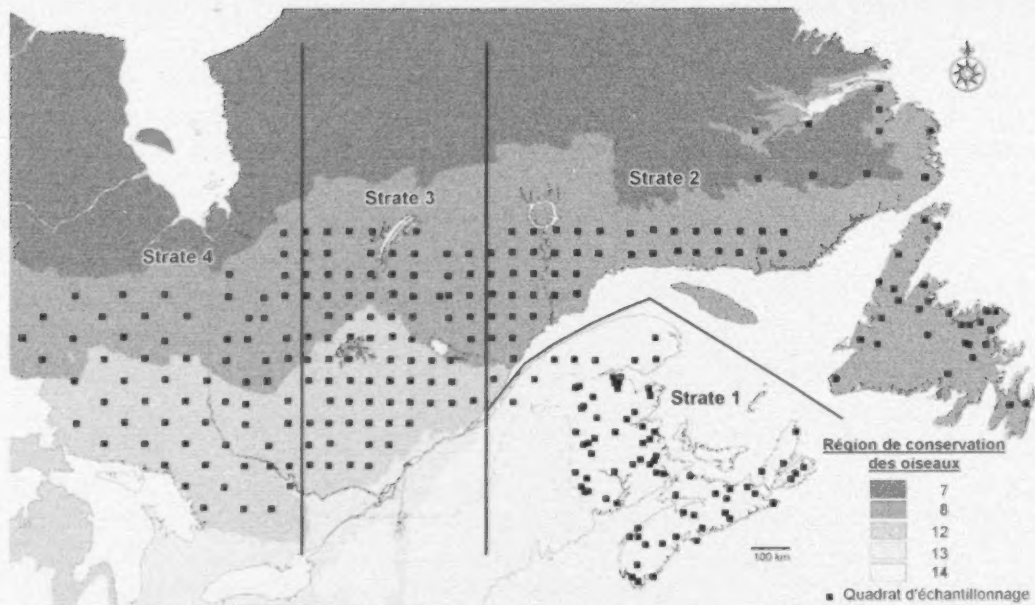 Strate 2
Strate 3
Strate 4
Strate 1
Région de conservation
des oiseaux
7
8
12
13
14
100 km
Quadrat d'échantillonnage